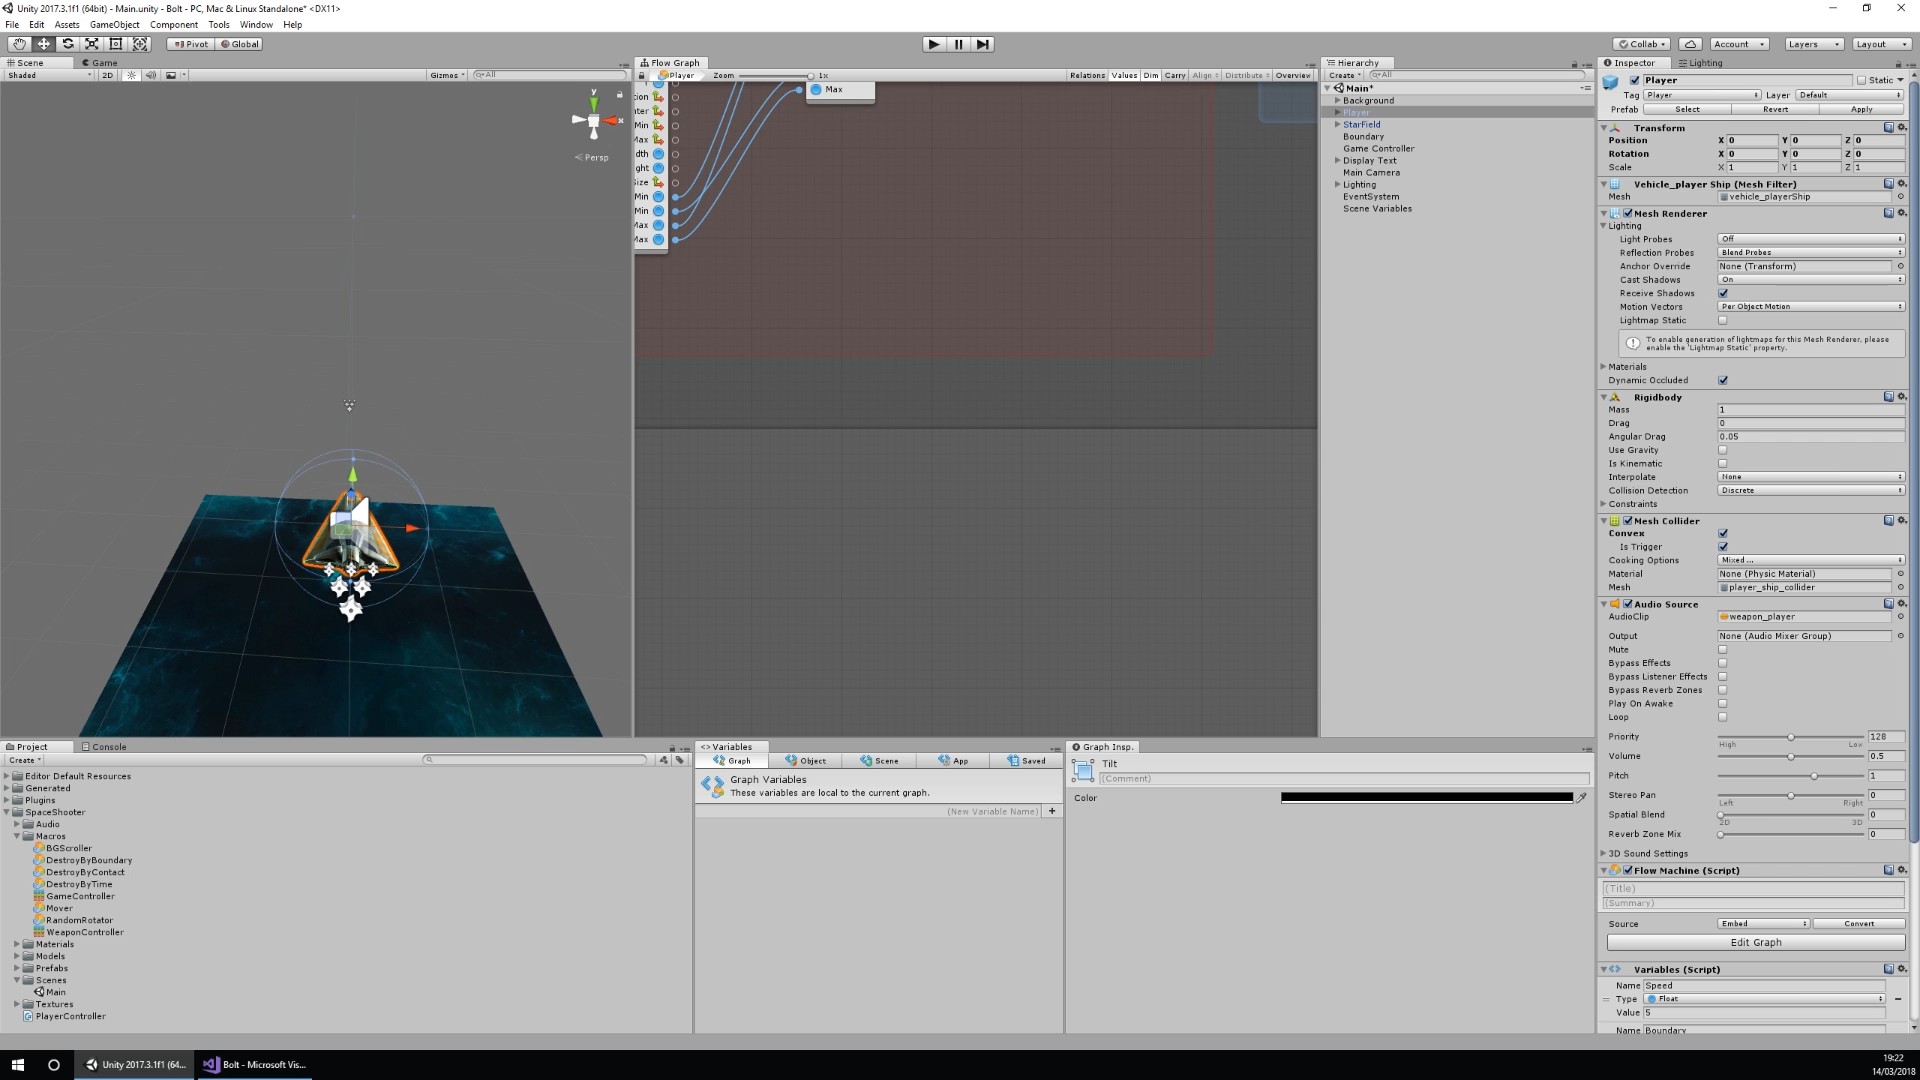 Unity 2017.3.1f1 (64bit) - Main.unity - Bolt - PC, Mac & Linux Standalone* <DX11>
File Edit Assets GameObject Component Tools Window Help
Pivot Global
Collab Account Layers Layout
Scene Game
Shaded 2D Gizmos All
y
x
Persp
Flow Graph
Player Zoom 1x Relations Values Dim Carry Align Distribute Overview
Max
Min
Max
Min
Min
Max
Max
Hierarchy
Create All
Main*
Background
Player
StarField
Boundary
Game Controller
Display Text
Main Camera
Lighting
EventSystem
Scene Variables
Inspector Lighting
Player Static
Tag Player Layer Default
Prefab Select Revert Apply
Transform
Position X 0 Y 0 Z 0
Rotation X 0 Y 0 Z 0
Scale X 1 Y 1 Z 1
Vehicle_player Ship (Mesh Filter)
Mesh vehicle_playerShip
Mesh Renderer
Lighting
Light Probes Off
Reflection Probes Blend Probes
Anchor Override None (Transform)
Cast Shadows On
Receive Shadows
Motion Vectors Per Object Motion
Lightmap Static
To enable generation of lightmaps for this Mesh Renderer, please
enable the 'Lightmap Static' property.
Materials
Dynamic Occluded
Rigidbody
Mass 1
Drag 0
Angular Drag 0.05
Use Gravity
Is Kinematic
Interpolate None
Collision Detection Discrete
Constraints
Mesh Collider
Convex
Is Trigger
Cooking Options Mixed ...
Material None (Physic Material)
Mesh player_ship_collider
Audio Source
AudioClip weapon_player
Output None (Audio Mixer Group)
Mute
Bypass Effects
Bypass Listener Effects
Bypass Reverb Zones
Play On Awake
Loop
Priority 128
High Low
Volume 0.5
Pitch 1
Stereo Pan 0
Left Right
Spatial Blend 0
2D 3D
Reverb Zone Mix 0
3D Sound Settings
Flow Machine (Script)
(Title)
(Summary)
Source Embed Convert
Edit Graph
Variables (Script)
Name Speed
Type Float
Value 5
Name Boundary
Project Console
Create
Editor Default Resources
Generated
Plugins
SpaceShooter
Audio
Macros
BGScroller
DestroyByBoundary
DestroyByContact
DestroyByTime
GameController
Mover
RandomRotator
WeaponController
Materials
Models
Prefabs
Scenes
Main
Textures
PlayerController
<> Variables
Graph Object Scene App Saved
Graph Variables
These variables are local to the current graph.
(New Variable Name) +
Graph Insp.
Tilt
(Comment)
Color
Unity 2017.3.1f1 (64...
Bolt - Microsoft Vis...
19:22
14/03/2018